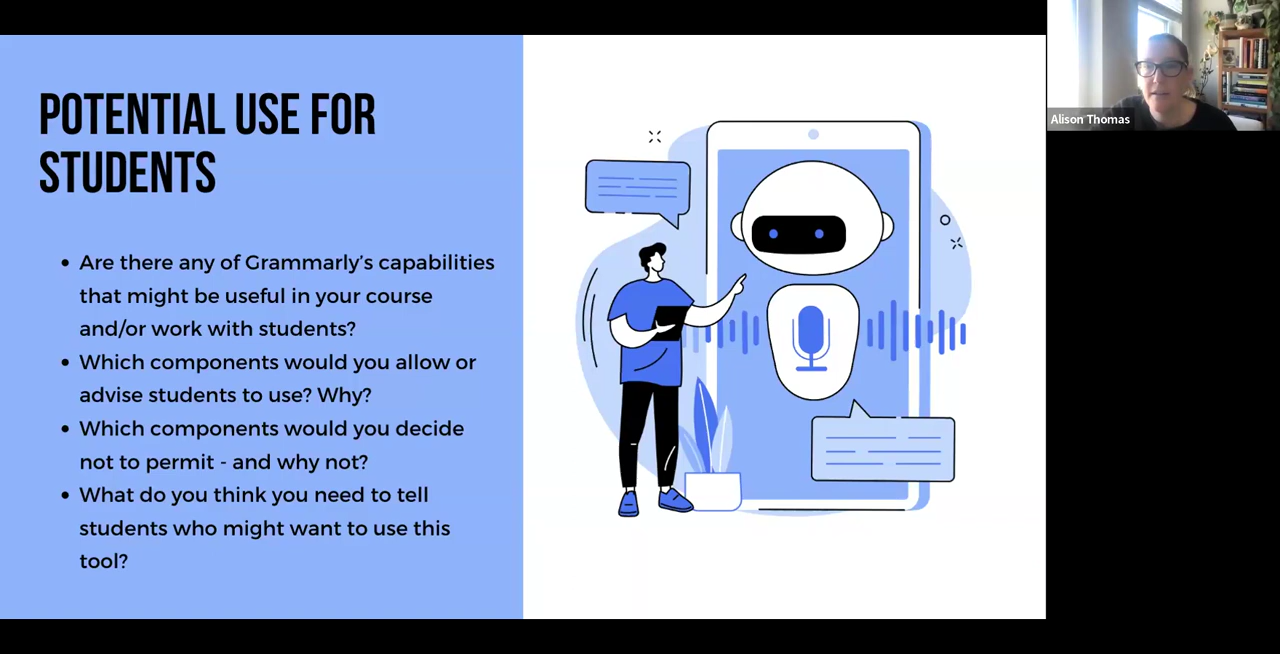 POTENTIAL USE FOR
STUDENTS
• Are there any of Grammarly's capabilities
that might be useful in your course
and/or work with students?
• Which components would you allow or
advise students to use? Why?
• Which components would you decide
not to permit - and why not?
• What do you think you need to tell
students who might want to use this
tool?
Alison Thomas